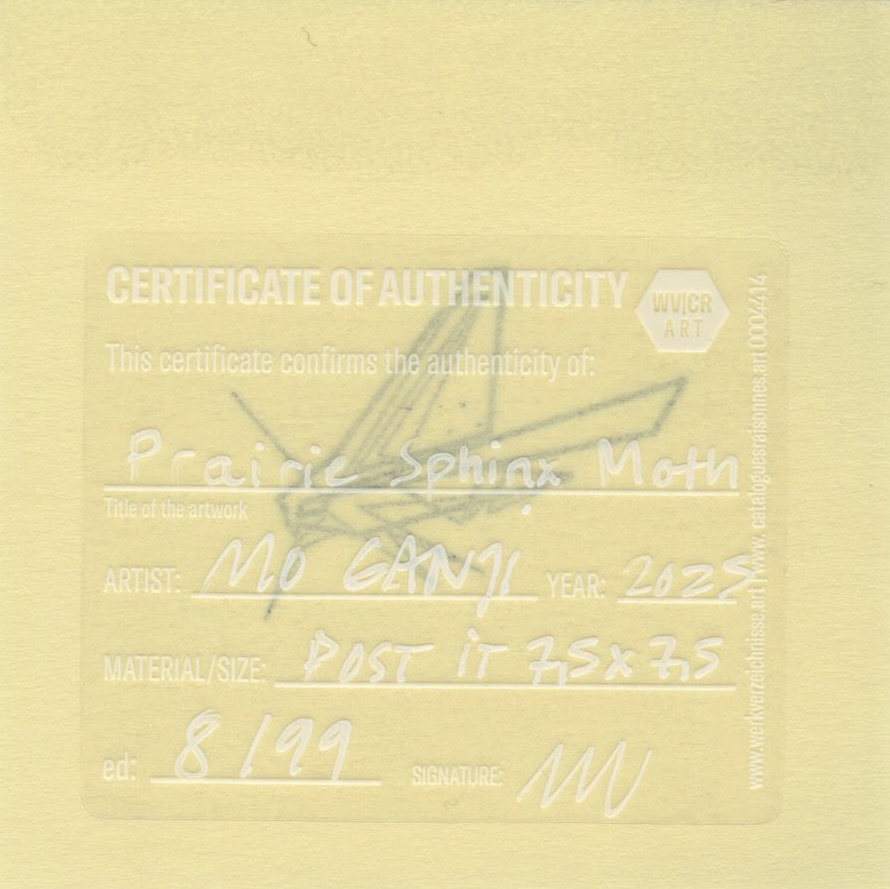 CERTIFICATE OF AUTHENTICITY
WV|CR
ART
This certificate confirms the authenticity of:
Prairie Sphinx Moth
Title of the artwork
ARTIST: MO GANJI YEAR: 2025
MATERIAL/SIZE: POST iT 7,5x7,5
ed: 8/99 SIGNATURE:
www.werkverzeichnisse.art | www.cataloguesraisonnes.art 0004414